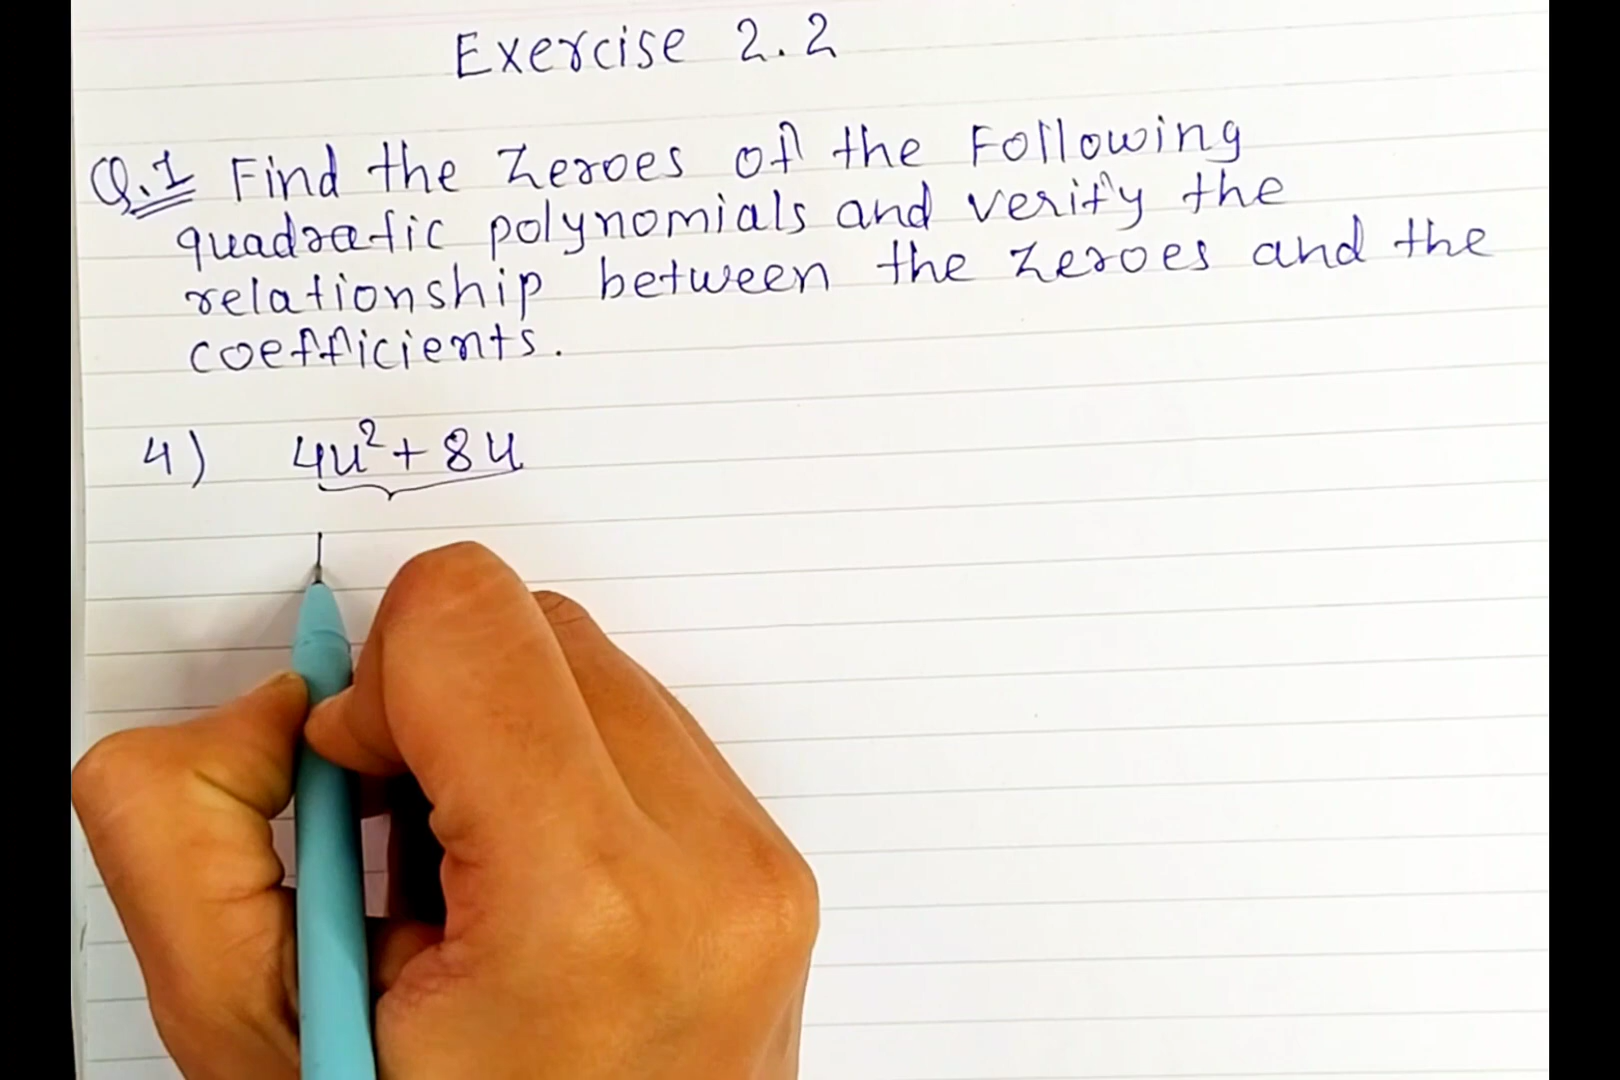 Exercise 2.2
Q.1 Find the zeroes of the Following
quadratic polynomials and verify the
relationship between the zeroes and the
coefficients.
4) 4u² + 8u